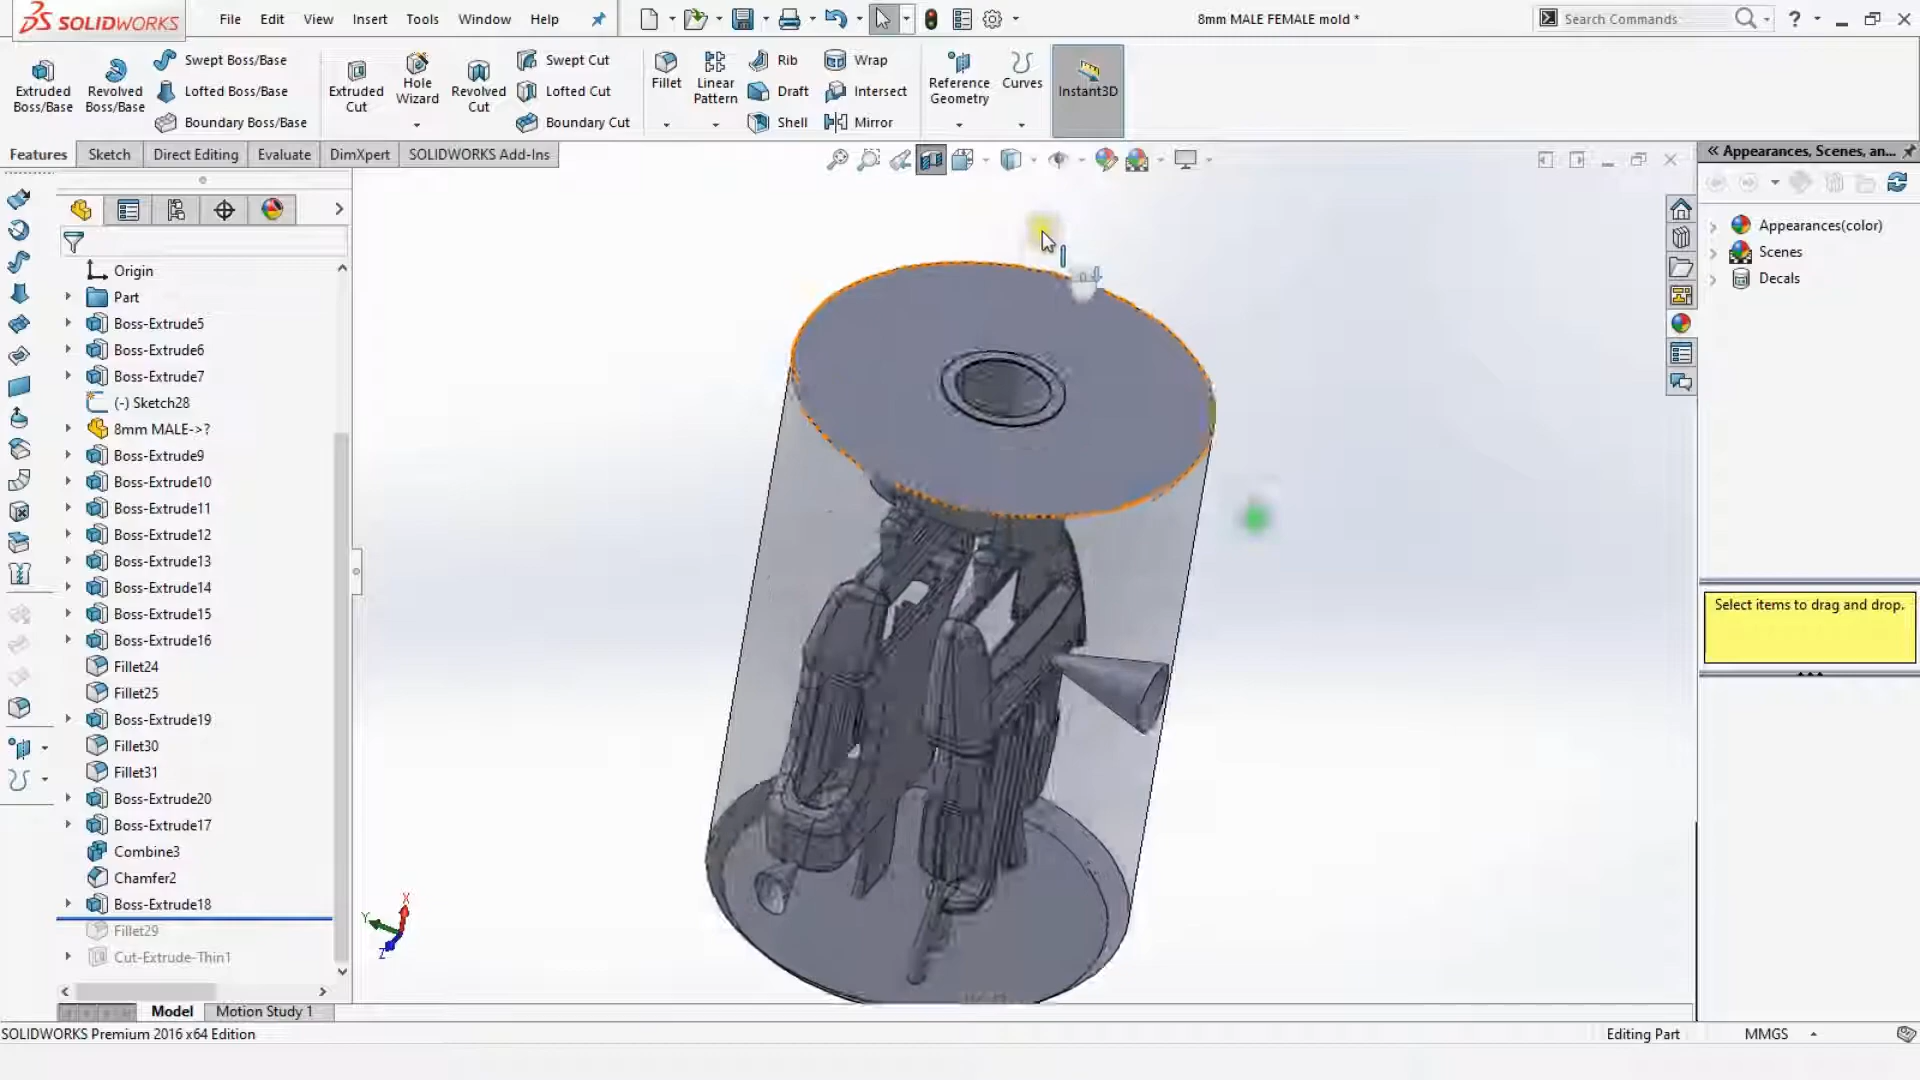 SOLIDWORKS File Edit View Insert Tools Window Help 8mm MALE FEMALE mold * Search Commands ?
Extruded Boss/Base
Revolved Boss/Base
Swept Boss/Base
Lofted Boss/Base
Boundary Boss/Base
Extruded Cut
Hole Wizard
Revolved Cut
Swept Cut
Lofted Cut
Boundary Cut
Fillet
Linear Pattern
Rib
Draft
Shell
Wrap
Intersect
Mirror
Reference Geometry
Curves
Instant3D
Features Sketch Direct Editing Evaluate DimXpert SOLIDWORKS Add-Ins
Origin
Part
Boss-Extrude5
Boss-Extrude6
Boss-Extrude7
(-) Sketch28
8mm MALE->?
Boss-Extrude9
Boss-Extrude10
Boss-Extrude11
Boss-Extrude12
Boss-Extrude13
Boss-Extrude14
Boss-Extrude15
Boss-Extrude16
Fillet24
Fillet25
Boss-Extrude19
Fillet30
Fillet31
Boss-Extrude20
Boss-Extrude17
Combine3
Chamfer2
Boss-Extrude18
Fillet29
Cut-Extrude-Thin1
X
Y
Z
Appearances, Scenes, an...
Appearances(color)
Scenes
Decals
Select items to drag and drop.
Model Motion Study 1
SOLIDWORKS Premium 2016 x64 Edition Editing Part MMGS